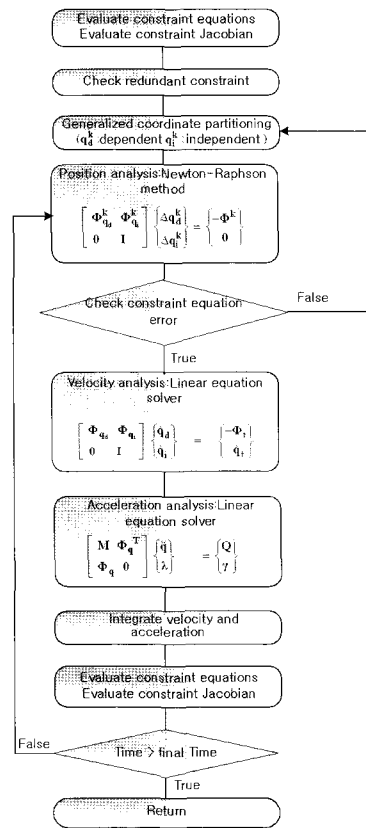 Evaluate constraint equations
Evaluate constraint Jacobian
Check redundant constraint
Generalized coordinate partitioning
(q_d^k :dependent q_i^k : independent)
Position analysis:Newton-Raphson
method
[Φ_{q_d}^k Φ_{q_i}^k; 0 I] {Δq_d^k; Δq_i^k} = {-Φ^k; 0}
Check constraint equation
error
False
True
Velocity analysis:Linear equation
solver
[Φ_{q_d} Φ_{q_i}; 0 I] {q̇_d; q̇_i} = {-Φ_t; q̇_i}
Acceleration analysis:Linear
equation solver
[M Φ_q^T; Φ_q 0] {q̈; λ} = {Q; γ}
Integrate velocity and
acceleration
Evaluate constraint equations
Evaluate constraint Jacobian
False
Time > final Time
True
Return